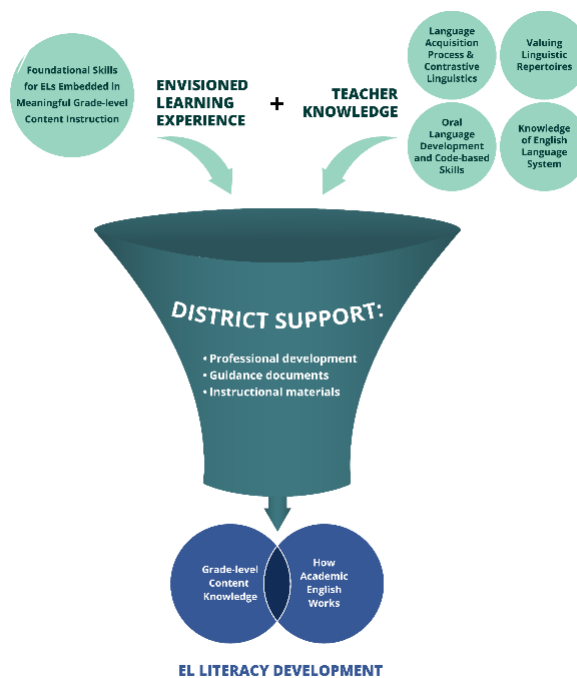 Foundational Skills
for ELs Embedded in
Meaningful Grade-level
Content Instruction
ENVISIONED
LEARNING
EXPERIENCE
+
TEACHER
KNOWLEDGE
Language
Acquisition
Process &
Contrastive
Linguistics
Valuing
Linguistic
Repertoires
Oral
Language
Development
and Code-based
Skills
Knowledge
of English
Language
System
DISTRICT SUPPORT:
• Professional development
• Guidance documents
• Instructional materials
Grade-level
Content
Knowledge
How
Academic
English
Works
EL LITERACY DEVELOPMENT